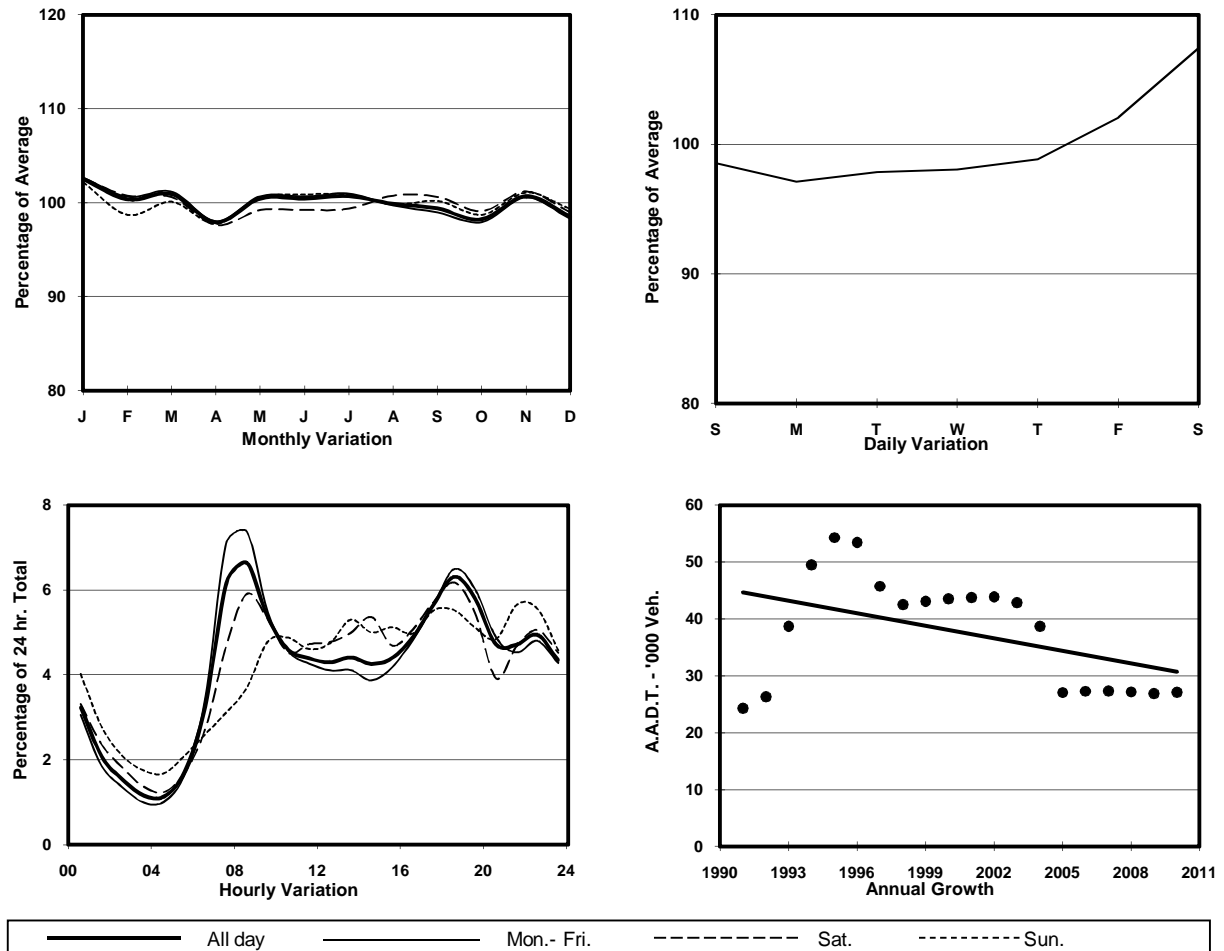 120
110
100
90
80
Percentage of Average
J F M A M J J A S O N D
Monthly Variation
110
100
90
80
Percentage of Average
S M T W T F S
Daily Variation
8
6
4
2
0
Percentage of 24 hr. Total
00 04 08 12 16 20 24
Hourly Variation
60
50
40
30
20
10
0
A.A.D.T. - '000 Veh.
1990 1993 1996 1999 2002 2005 2008 2011
Annual Growth
All day Mon.- Fri. Sat. Sun.